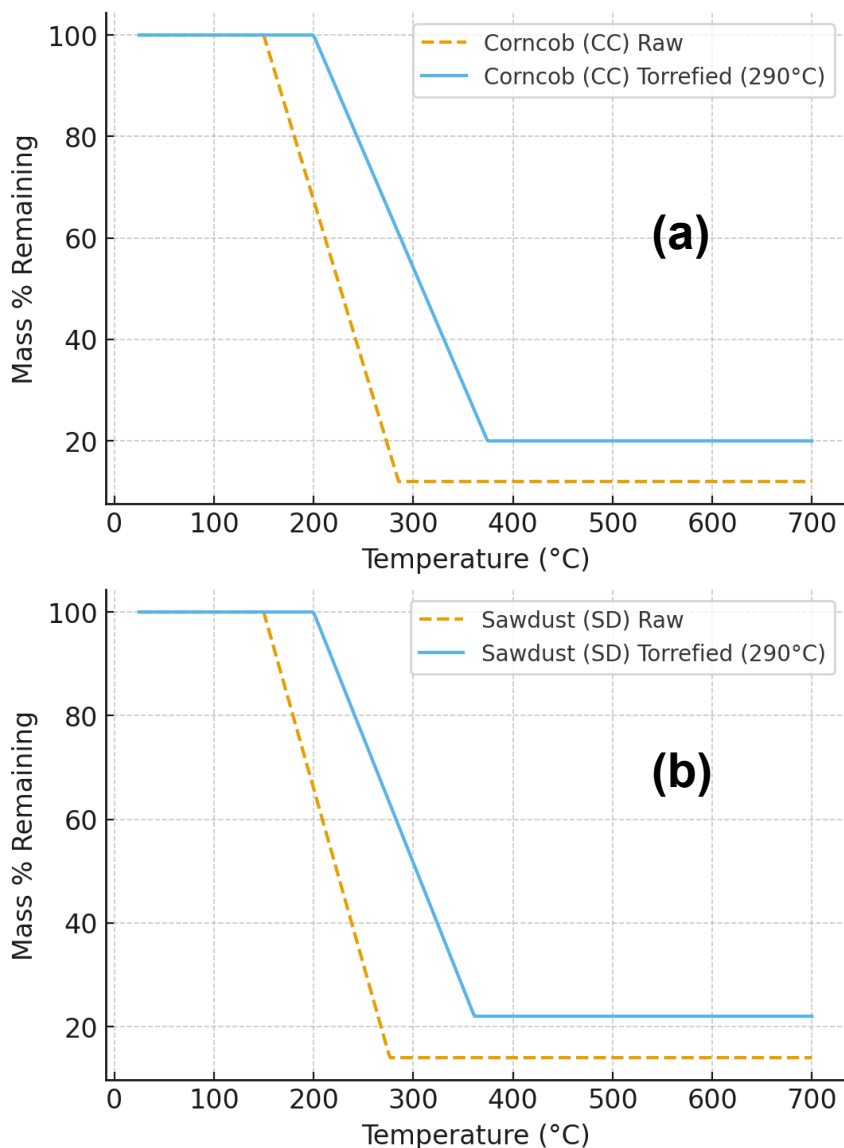 Corncob (CC) Raw
Corncob (CC) Torrefied (290°C)
(a)
Mass % Remaining
100
80
60
40
20
0 100 200 300 400 500 600 700
Temperature (°C)
Sawdust (SD) Raw
Sawdust (SD) Torrefied (290°C)
(b)
Mass % Remaining
100
80
60
40
20
0 100 200 300 400 500 600 700
Temperature (°C)